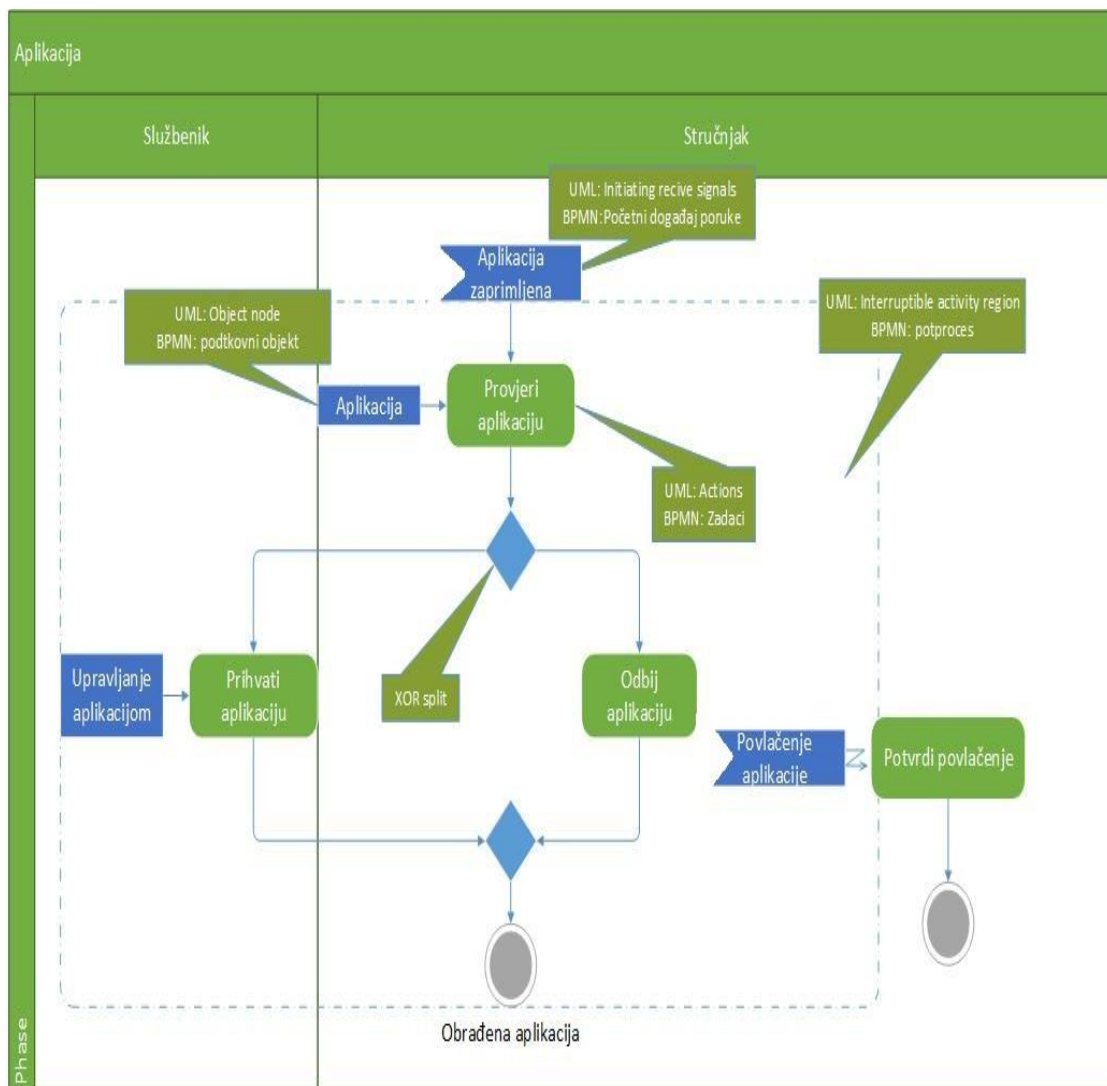 Aplikacija
Službenik
Stručnjak
UML: Initiating recive signals
BPMN:Početni događaj poruke
Aplikacija
zaprimljena
UML: Object node
BPMN: podtkovni objekt
UML: Interruptible activity region
BPMN: potproces
Aplikacija
Provjeri
aplikaciju
UML: Actions
BPMN: Zadaci
Upravljanje
aplikacijom
Prihvati
aplikaciju
XOR split
Odbij
aplikaciju
Povlačenje
aplikacije
Potvrdi povlačenje
Obrađena aplikacija
Phase